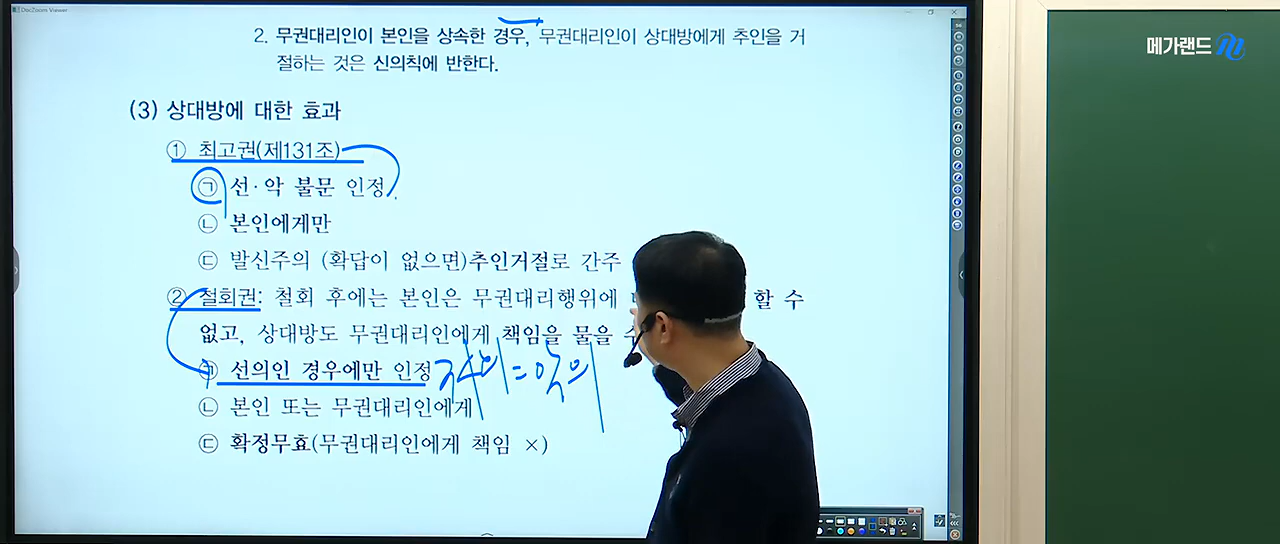 DocZoom Viewer
메가랜드
2. 무권대리인이 본인을 상속한 경우, 무권대리인이 상대방에게 추인을 거
절하는 것은 신의칙에 반한다.
(3) 상대방에 대한 효과
① 최고권(제131조)
㉠ 선·악 불문 인정
㉡ 본인에게만
㉢ 발신주의 (확답이 없으면)추인거절로 간주
② 철회권: 철회 후에는 본인은 무권대리행위에 할 수
없고, 상대방도 무권대리인에게 책임을 물을 수
㉠ 선의인 경우에만 인정
㉡ 본인 또는 무권대리인에게
㉢ 확정무효(무권대리인에게 책임 ×)